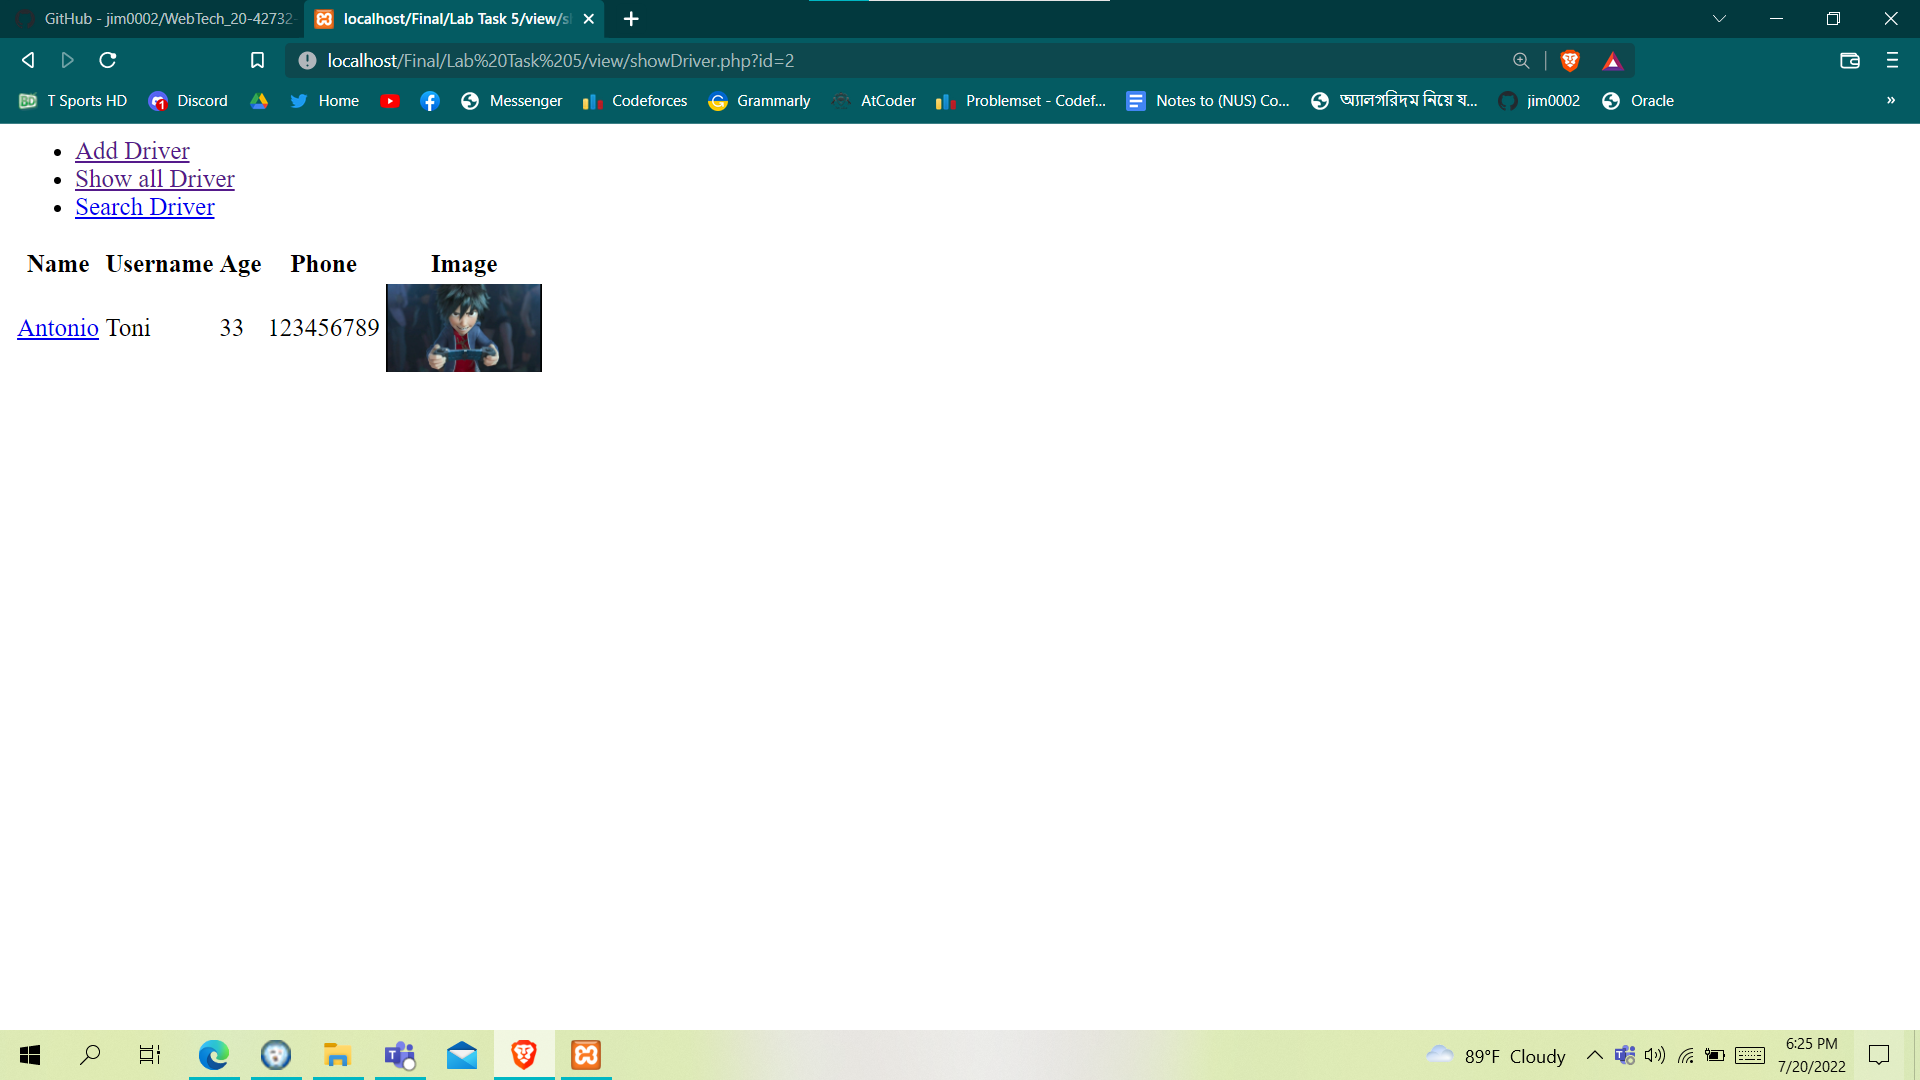 GitHub - jim0002/WebTech_20-42732-
localhost/Final/Lab Task 5/view/s
localhost/Final/Lab%20Task%205/view/showDriver.php?id=2
T Sports HD Discord Home Messenger Codeforces Grammarly AtCoder Problemset - Codef... Notes to (NUS) Co... অ্যালগরিদম নিয়ে য... jim0002 Oracle »
Add Driver
Show all Driver
Search Driver
Name Username Age Phone Image
Antonio Toni 33 123456789
89°F Cloudy
6:25 PM
7/20/2022